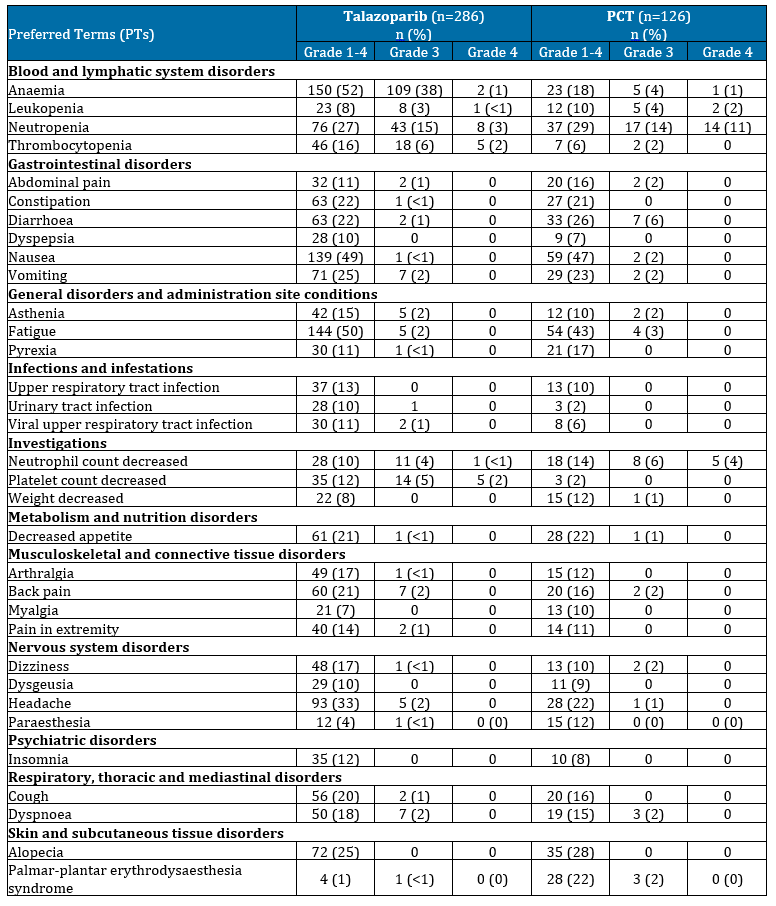 Preferred Terms (PTs) Talazoparib (n=286) n (%) PCT (n=126) n (%)
Grade 1-4 Grade 3 Grade 4 Grade 1-4 Grade 3 Grade 4
Blood and lymphatic system disorders
Anaemia 150 (52) 109 (38) 2 (1) 23 (18) 5 (4) 1 (1)
Leukopenia 23 (8) 8 (3) 1 (<1) 12 (10) 5 (4) 2 (2)
Neutropenia 76 (27) 43 (15) 8 (3) 37 (29) 17 (14) 14 (11)
Thrombocytopenia 46 (16) 18 (6) 5 (2) 7 (6) 2 (2) 0
Gastrointestinal disorders
Abdominal pain 32 (11) 2 (1) 0 20 (16) 2 (2) 0
Constipation 63 (22) 1 (<1) 0 27 (21) 0 0
Diarrhoea 63 (22) 2 (1) 0 33 (26) 7 (6) 0
Dyspepsia 28 (10) 0 0 9 (7) 0 0
Nausea 139 (49) 1 (<1) 0 59 (47) 2 (2) 0
Vomiting 71 (25) 7 (2) 0 29 (23) 2 (2) 0
General disorders and administration site conditions
Asthenia 42 (15) 5 (2) 0 12 (10) 2 (2) 0
Fatigue 144 (50) 5 (2) 0 54 (43) 4 (3) 0
Pyrexia 30 (11) 1 (<1) 0 21 (17) 0 0
Infections and infestations
Upper respiratory tract infection 37 (13) 0 0 13 (10) 0 0
Urinary tract infection 28 (10) 1 0 3 (2) 0 0
Viral upper respiratory tract infection 30 (11) 2 (1) 0 8 (6) 0 0
Investigations
Neutrophil count decreased 28 (10) 11 (4) 1 (<1) 18 (14) 8 (6) 5 (4)
Platelet count decreased 35 (12) 14 (5) 5 (2) 3 (2) 0 0
Weight decreased 22 (8) 0 0 15 (12) 1 (1) 0
Metabolism and nutrition disorders
Decreased appetite 61 (21) 1 (<1) 0 28 (22) 1 (1) 0
Musculoskeletal and connective tissue disorders
Arthralgia 49 (17) 1 (<1) 0 15 (12) 0 0
Back pain 60 (21) 7 (2) 0 20 (16) 2 (2) 0
Myalgia 21 (7) 0 0 13 (10) 0 0
Pain in extremity 40 (14) 2 (1) 0 14 (11) 0 0
Nervous system disorders
Dizziness 48 (17) 1 (<1) 0 13 (10) 2 (2) 0
Dysgeusia 29 (10) 0 0 11 (9) 0 0
Headache 93 (33) 5 (2) 0 28 (22) 1 (1) 0
Paraesthesia 12 (4) 1 (<1) 0 (0) 15 (12) 0 (0) 0 (0)
Psychiatric disorders
Insomnia 35 (12) 0 0 10 (8) 0 0
Respiratory, thoracic and mediastinal disorders
Cough 56 (20) 2 (1) 0 20 (16) 0 0
Dyspnoea 50 (18) 7 (2) 0 19 (15) 3 (2) 0
Skin and subcutaneous tissue disorders
Alopecia 72 (25) 0 0 35 (28) 0 0
Palmar-plantar erythrodysaesthesia
syndrome 4 (1) 1 (<1) 0 (0) 28 (22) 3 (2) 0 (0)